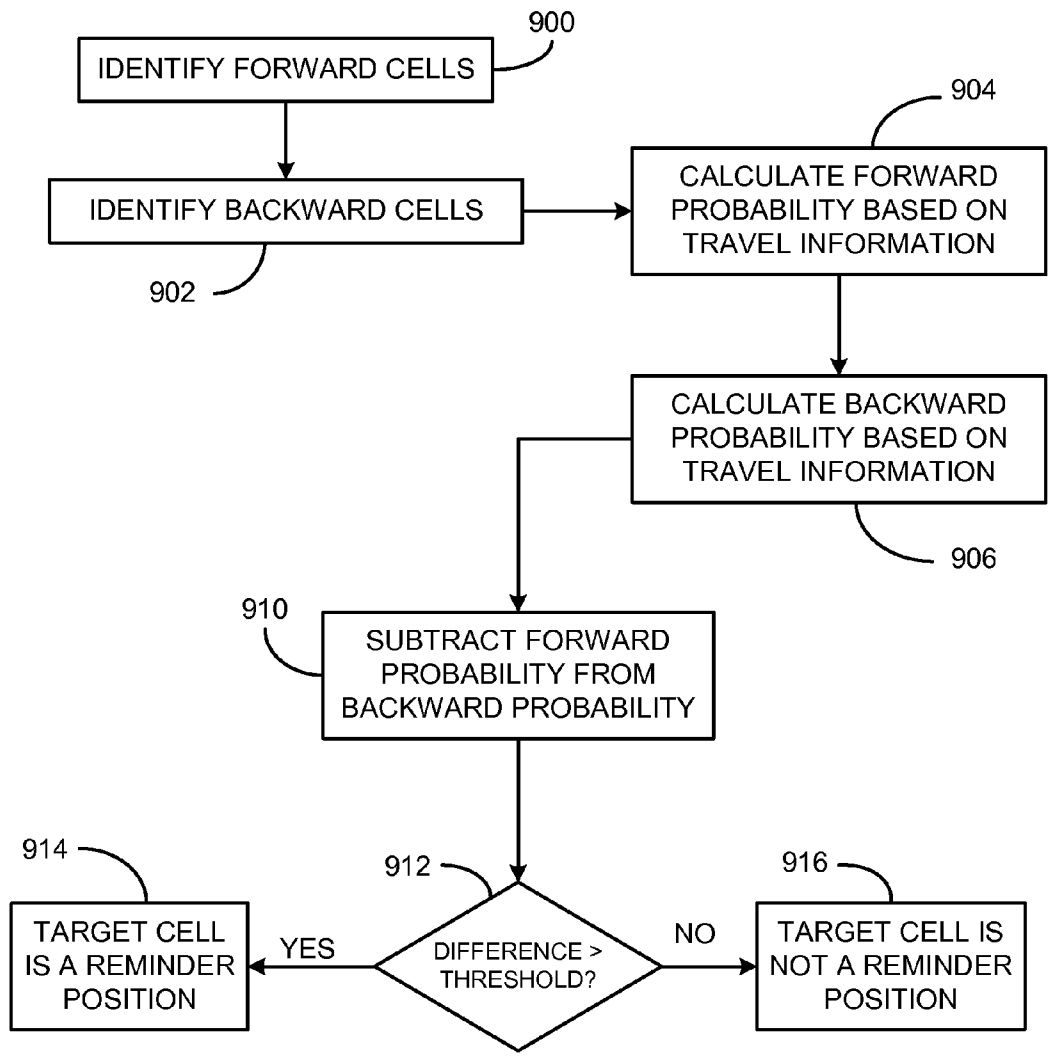 900
IDENTIFY FORWARD CELLS
904
CALCULATE FORWARD
PROBABILITY BASED ON
TRAVEL INFORMATION
IDENTIFY BACKWARD CELLS
902
CALCULATE BACKWARD
PROBABILITY BASED ON
TRAVEL INFORMATION
906
910
SUBTRACT FORWARD
PROBABILITY FROM
BACKWARD PROBABILITY
912
DIFFERENCE >
THRESHOLD?
YES
914
TARGET CELL
IS A REMINDER
POSITION
NO
916
TARGET CELL IS
NOT A REMINDER
POSITION